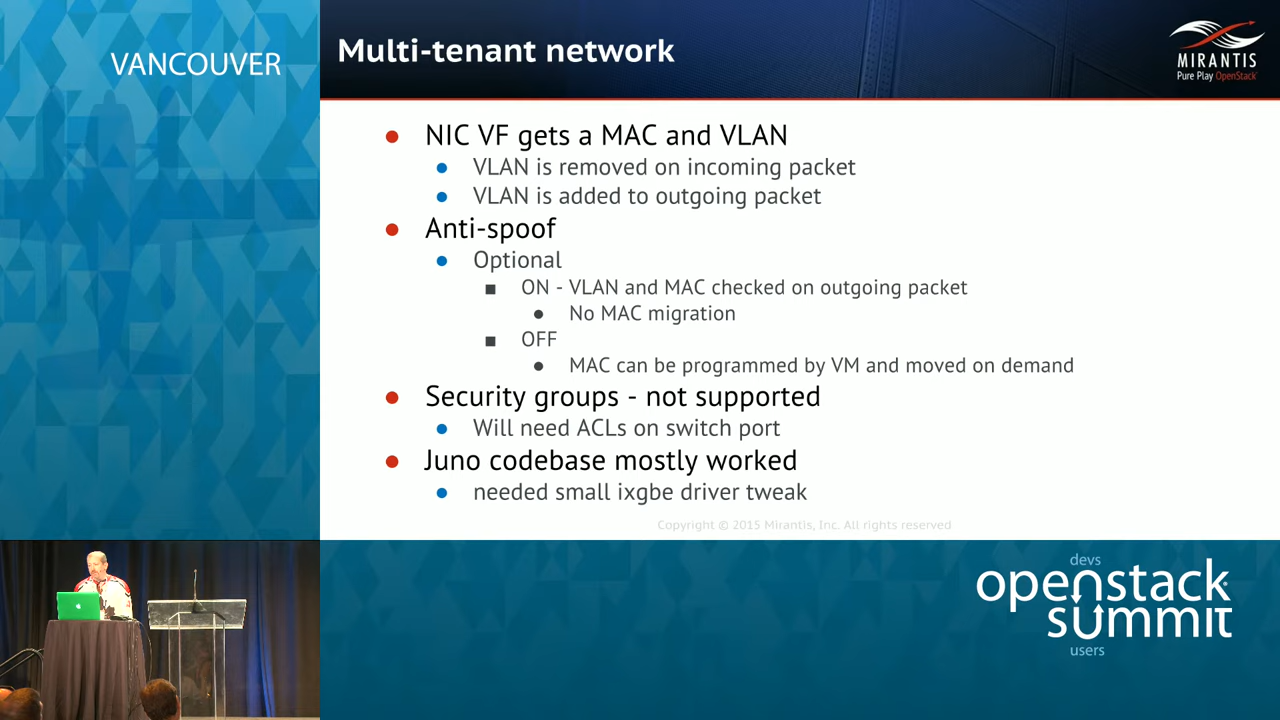 VANCOUVER
Multi-tenant network
MIRANTIS
Pure Play OpenStack
NIC VF gets a MAC and VLAN
VLAN is removed on incoming packet
VLAN is added to outgoing packet
Anti-spoof
Optional
ON - VLAN and MAC checked on outgoing packet
No MAC migration
OFF
MAC can be programmed by VM and moved on demand
Security groups - not supported
Will need ACLs on switch port
Juno codebase mostly worked
needed small ixgbe driver tweak
Copyright © 2015 Mirantis, Inc. All rights reserved
devs
openstack
summit
users